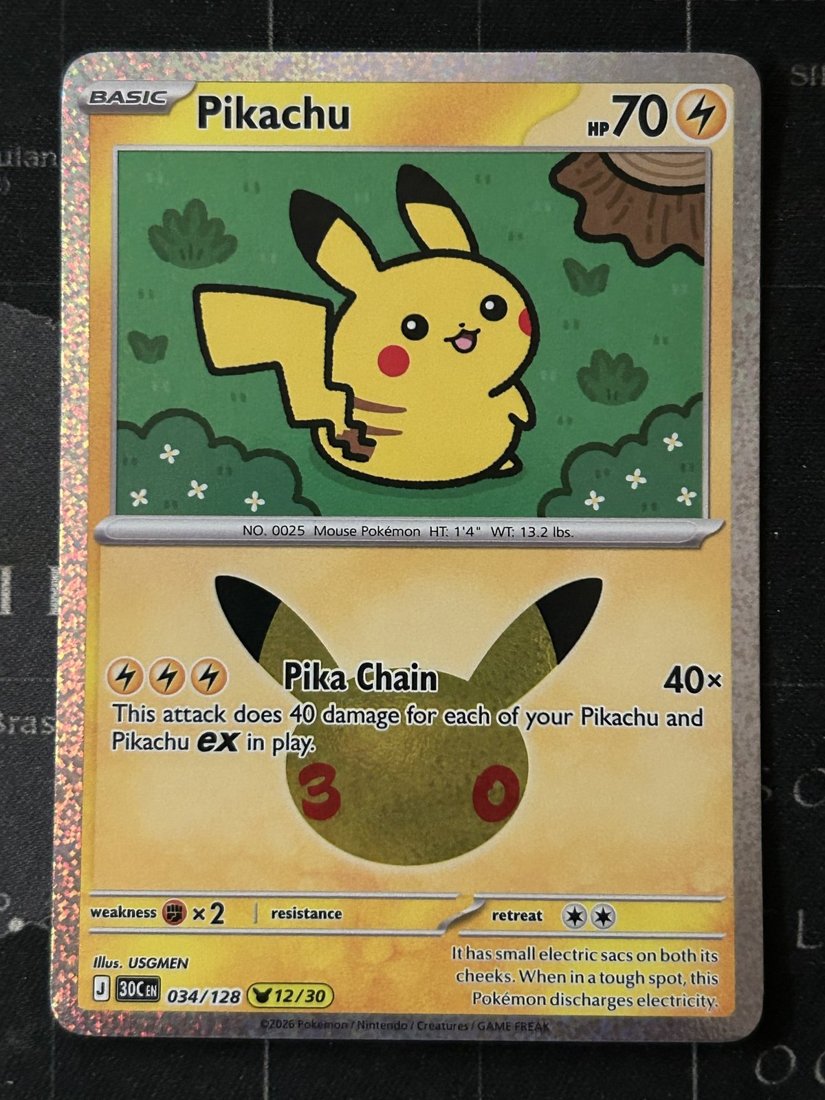 BASIC Pikachu HP 70
NO. 0025 Mouse Pokémon HT: 1'4" WT: 13.2 lbs.
Pika Chain 40×
This attack does 40 damage for each of your Pikachu and
Pikachu ex in play.
3 0
weakness ×2 resistance retreat
Illus. USGMEN
J 30C EN 034/128 12/30
It has small electric sacs on both its
cheeks. When in a tough spot, this
Pokémon discharges electricity.
©2026 Pokémon / Nintendo / Creatures / GAME FREAK